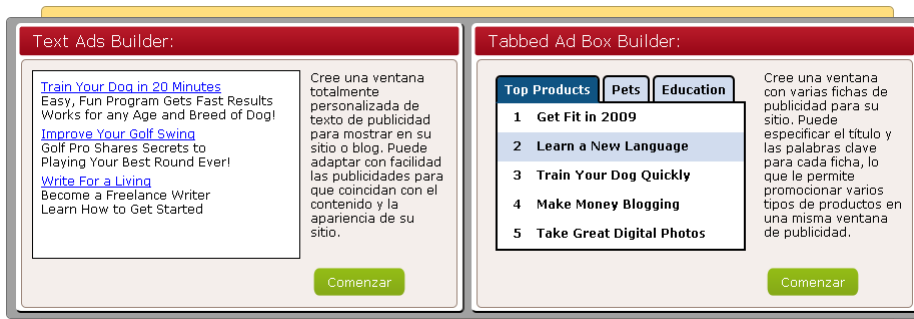 Text Ads Builder:
Train Your Dog in 20 Minutes
Easy, Fun Program Gets Fast Results
Works for any Age and Breed of Dog!
Improve Your Golf Swing
Golf Pro Shares Secrets to
Playing Your Best Round Ever!
Write For a Living
Become a Freelance Writer
Learn How to Get Started
Cree una ventana
totalmente
personalizada de
texto de publicidad
para mostrar en su
sitio o blog. Puede
adaptar con facilidad
las publicidades para
que coincidan con el
contenido y la
apariencia de su
sitio.
Comenzar
Tabbed Ad Box Builder:
Top Products Pets Education
1 Get Fit in 2009
2 Learn a New Language
3 Train Your Dog Quickly
4 Make Money Blogging
5 Take Great Digital Photos
Cree una ventana
con varias fichas de
publicidad para su
sitio. Puede
especificar el título y
las palabras clave
para cada ficha, lo
que le permite
promocionar varios
tipos de productos en
una misma ventana
de publicidad.
Comenzar